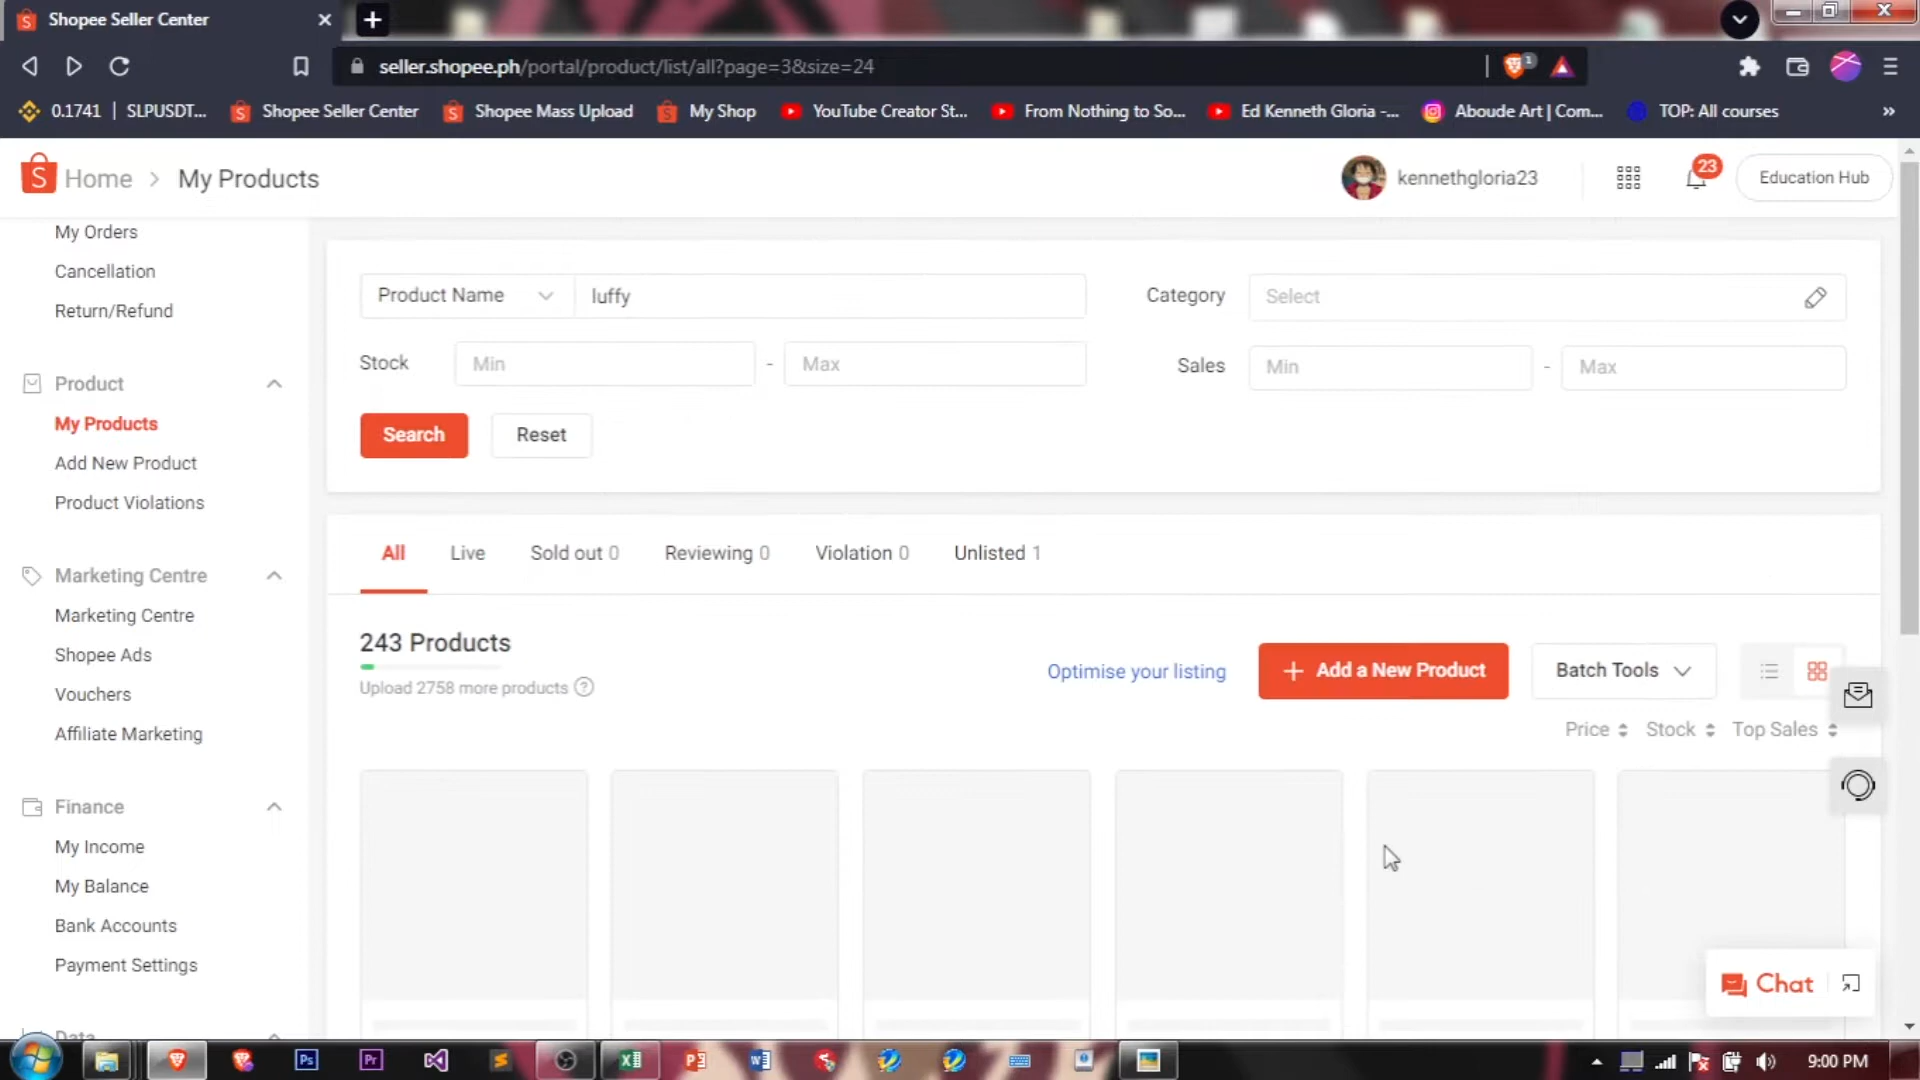 Shopee Seller Center
seller.shopee.ph/portal/product/list/all?page=3&size=24
1
0.1741 | SLPUSDT...
Shopee Seller Center
Shopee Mass Upload
My Shop
YouTube Creator St...
From Nothing to So...
Ed Kenneth Gloria -...
Aboude Art | Com...
TOP: All courses
»
Home > My Products
kennethgloria23
23
Education Hub
My Orders
Cancellation
Return/Refund
Product
My Products
Add New Product
Product Violations
Marketing Centre
Marketing Centre
Shopee Ads
Vouchers
Affiliate Marketing
Finance
My Income
My Balance
Bank Accounts
Payment Settings
Data
Product Name
luffy
Category
Select
Stock
Min
-
Max
Sales
Min
-
Max
Search
Reset
All
Live
Sold out 0
Reviewing 0
Violation 0
Unlisted 1
243 Products
Upload 2758 more products
Optimise your listing
+ Add a New Product
Batch Tools
Price
Stock
Top Sales
Chat
Ps
Pr
9:00 PM